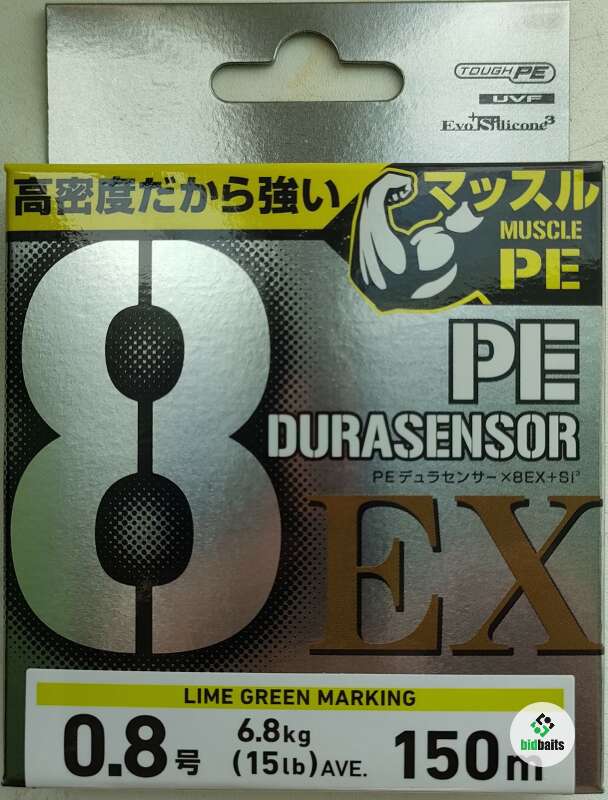 TOUGH PE
UVF
Evo+TSilicone³
高密度だから強い
マッスル
MUSCLE
PE
8
PE
DURASENSOR
PEデュラセンサー×8EX+Si³
EX
LIME GREEN MARKING
0.8号
6.8kg
(15lb)AVE.
150m
bidbaits